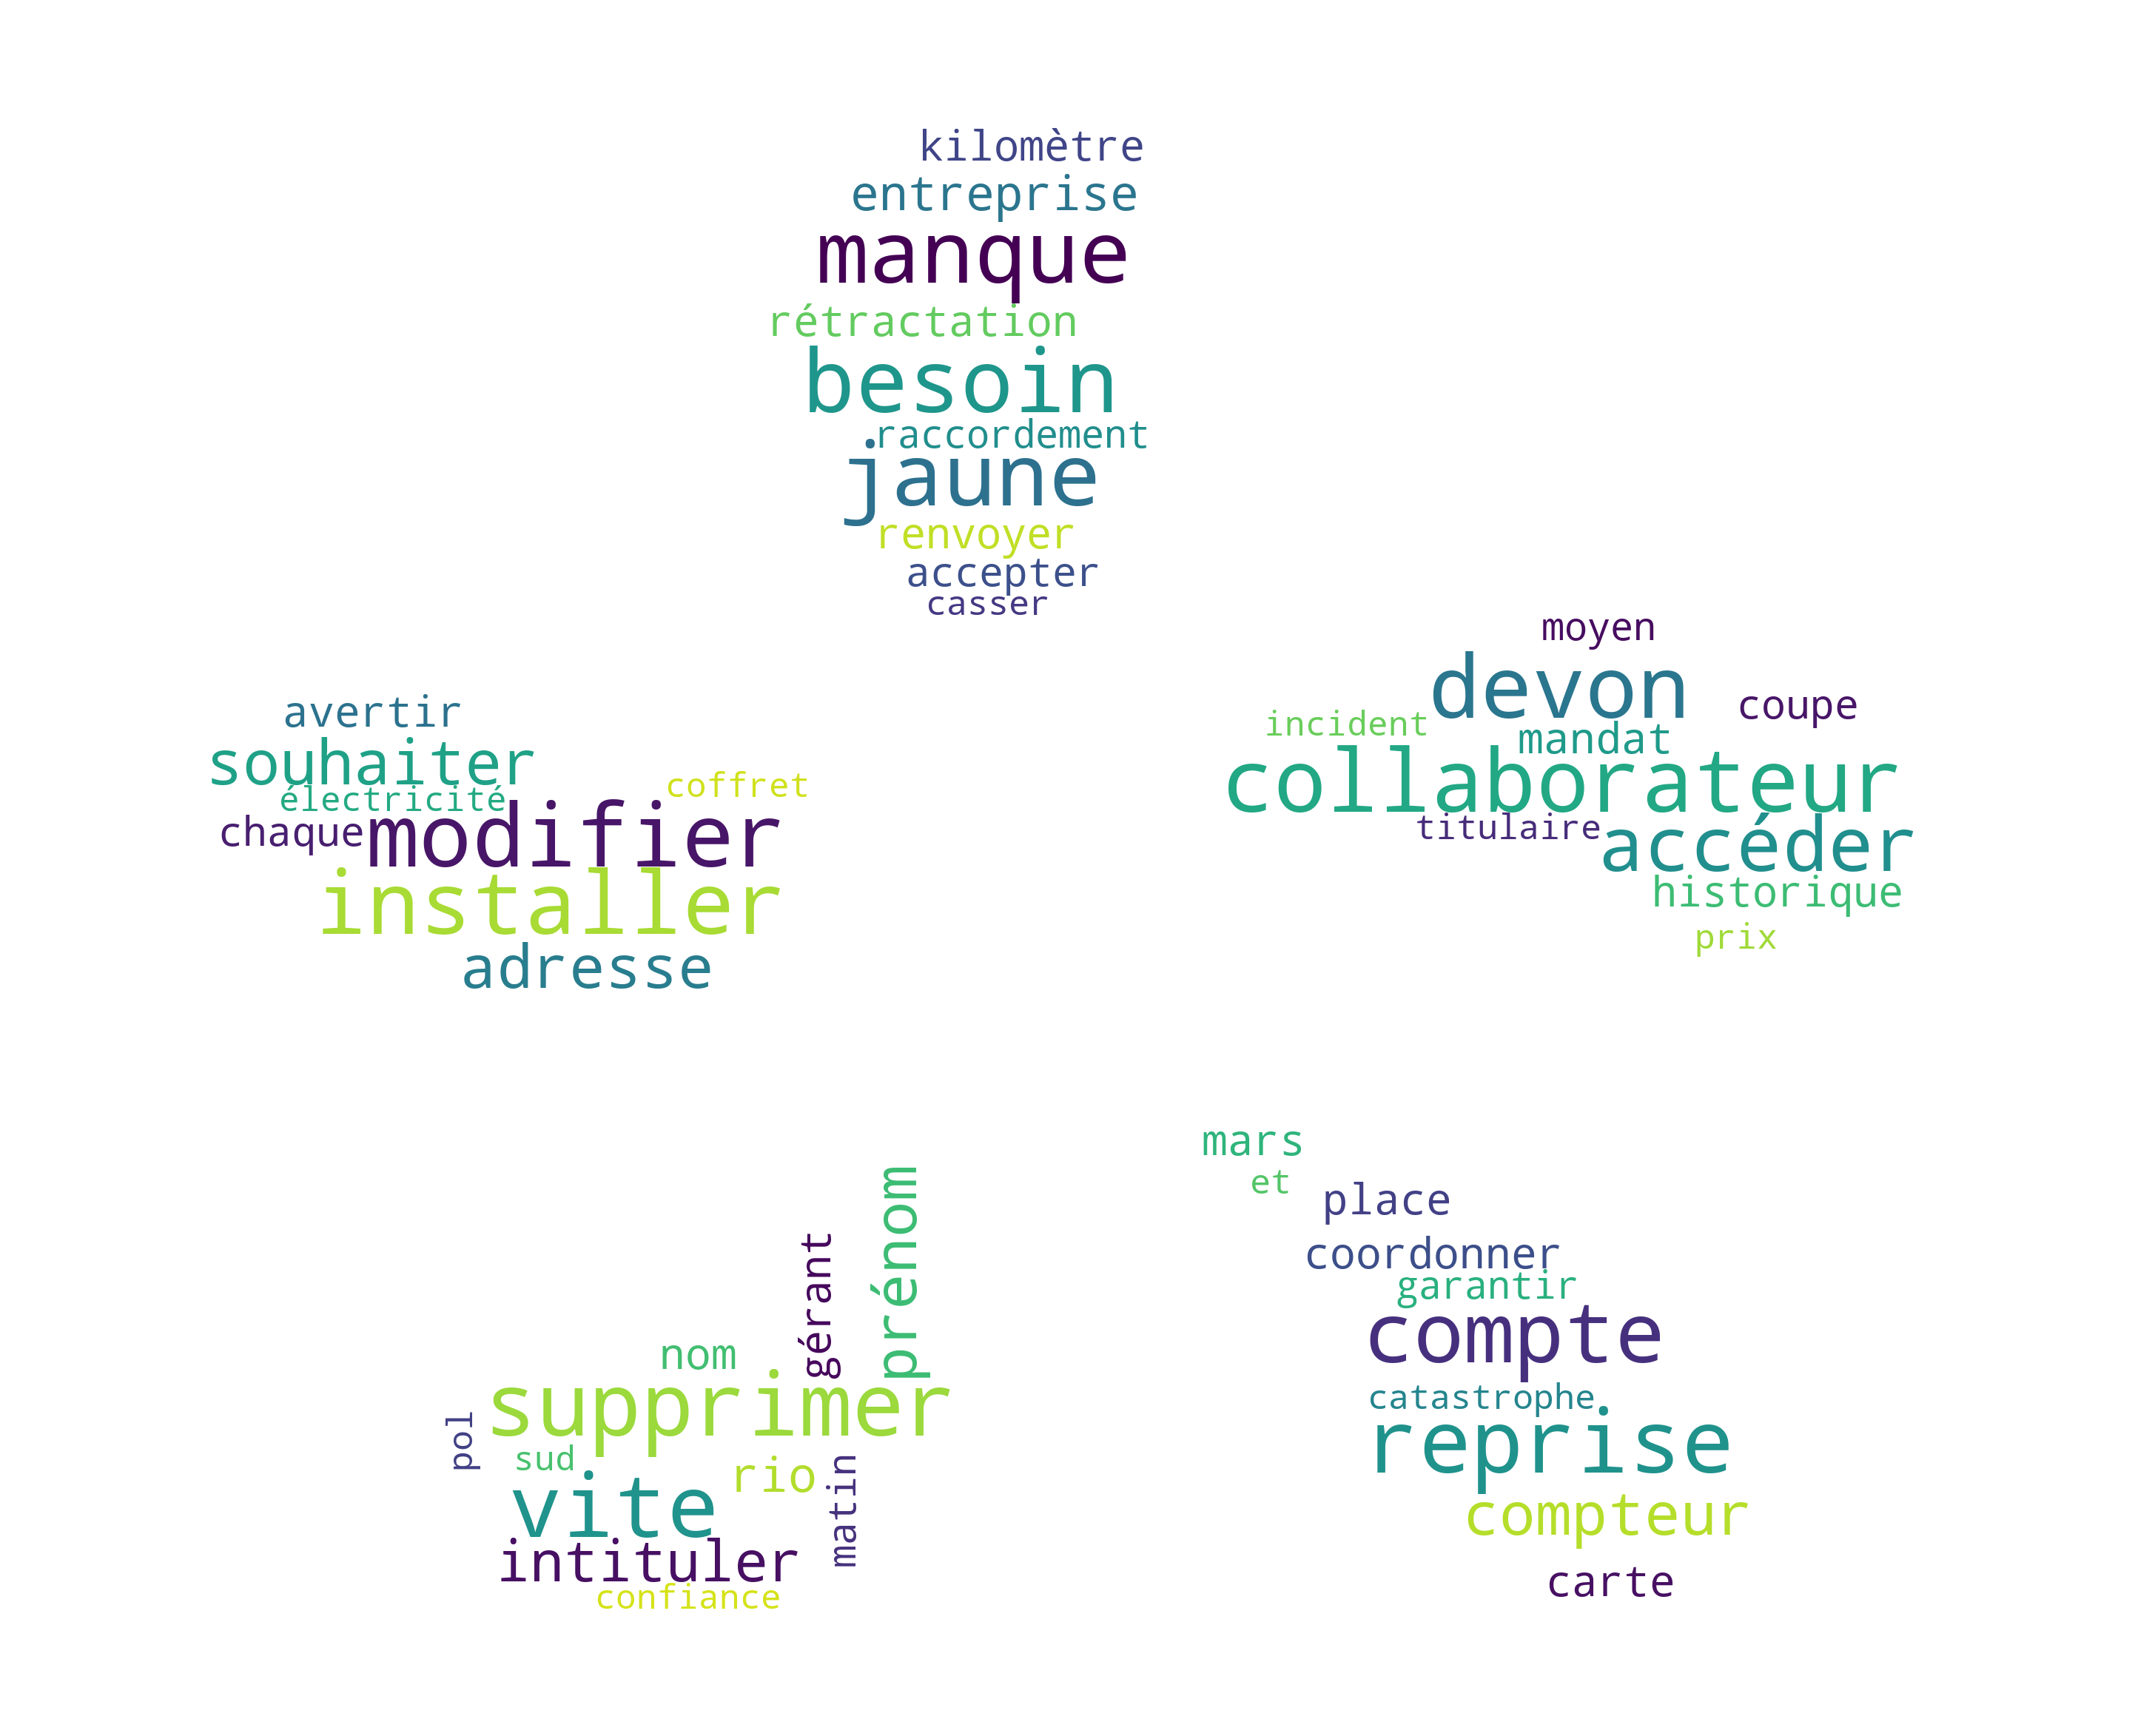 kilomètre
entreprise
manque
rétractation
besoin
raccordement
jaune
renvoyer
accepter
casser
moyen
devon
coupe
incident
mandat
collaborateur
titulaire
accéder
historique
prix
avertir
souhaiter
coffret
électricité
chaque
modifier
installer
adresse
mars
et
place
coordonner
garantir
compte
catastrophe
reprise
compteur
carte
prénom
gérant
nom
supprimer
pol
sud
rio
matin
vite
intituler
confiance